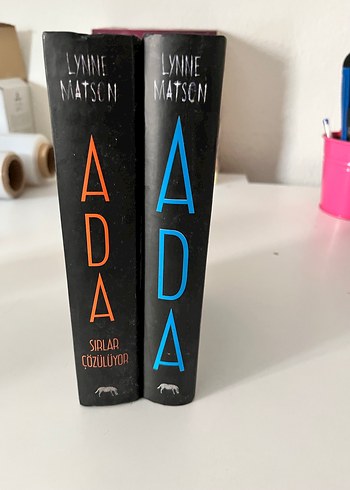 LYNNE
MATSON
ADA
SIRLAR
ÇÖZÜLÜYOR
LYNNE
MATSON
ADA